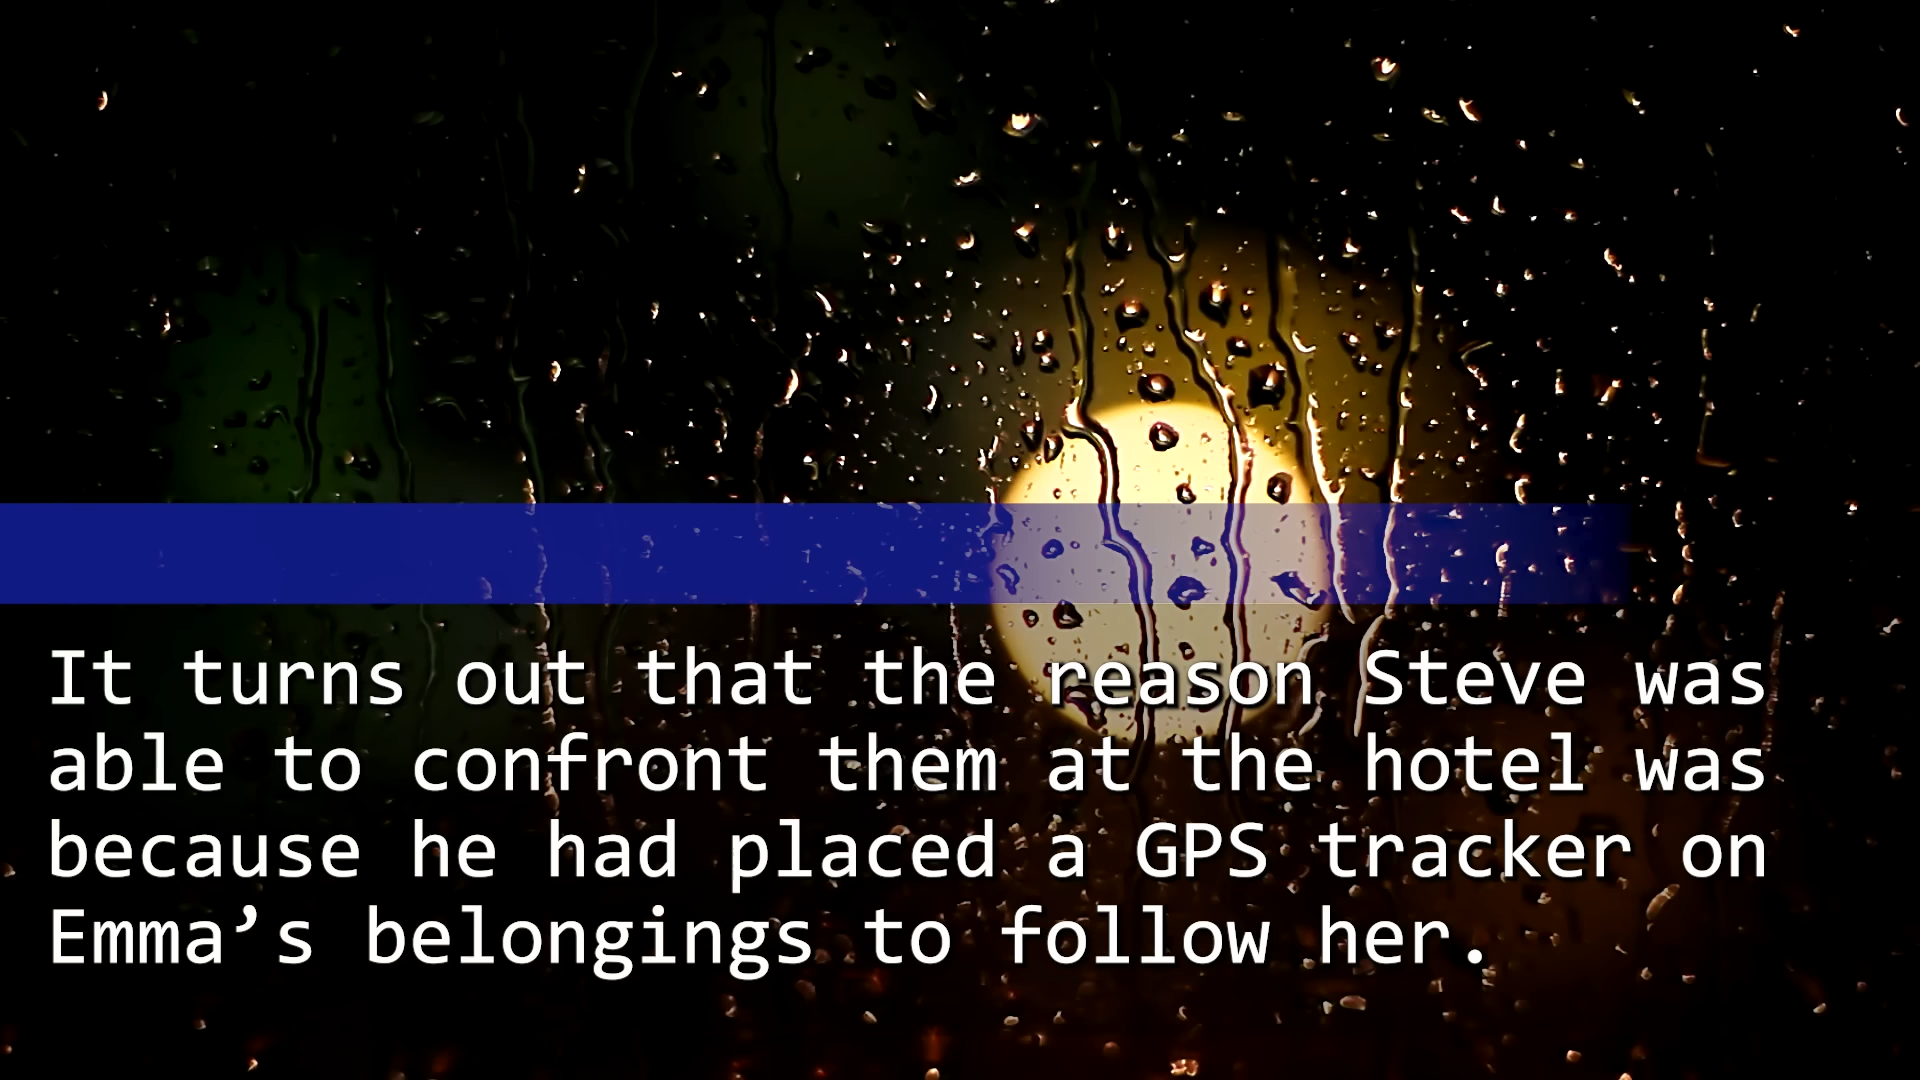 It turns out that the reason Steve was
able to confront them at the hotel was
because he had placed a GPS tracker on
Emma’s belongings to follow her.